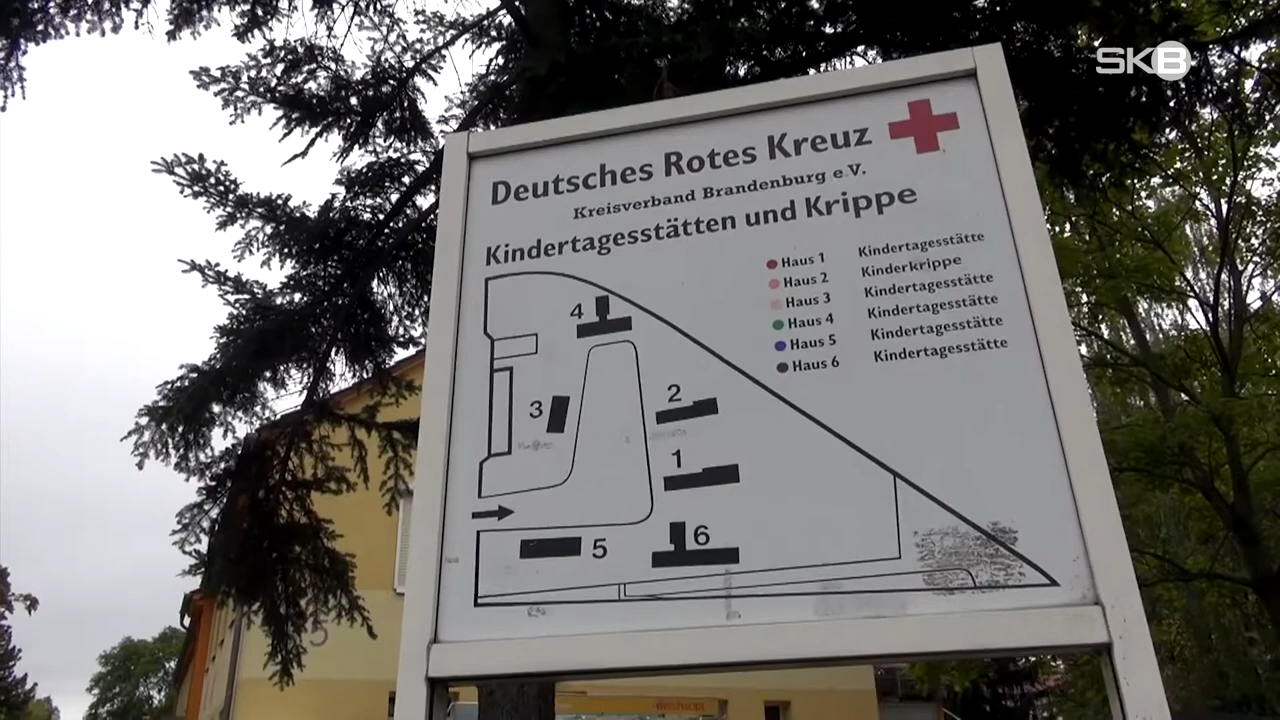 SKB
Deutsches Rotes Kreuz
Kreisverband Brandenburg e.V.
Kindertagesstätten und Krippe
Haus 1 Kindertagesstätte
Haus 2 Kinderkrippe
Haus 3 Kindertagesstätte
Haus 4 Kindertagesstätte
Haus 5 Kindertagesstätte
Haus 6 Kindertagesstätte
4
3
2
1
5
6
5